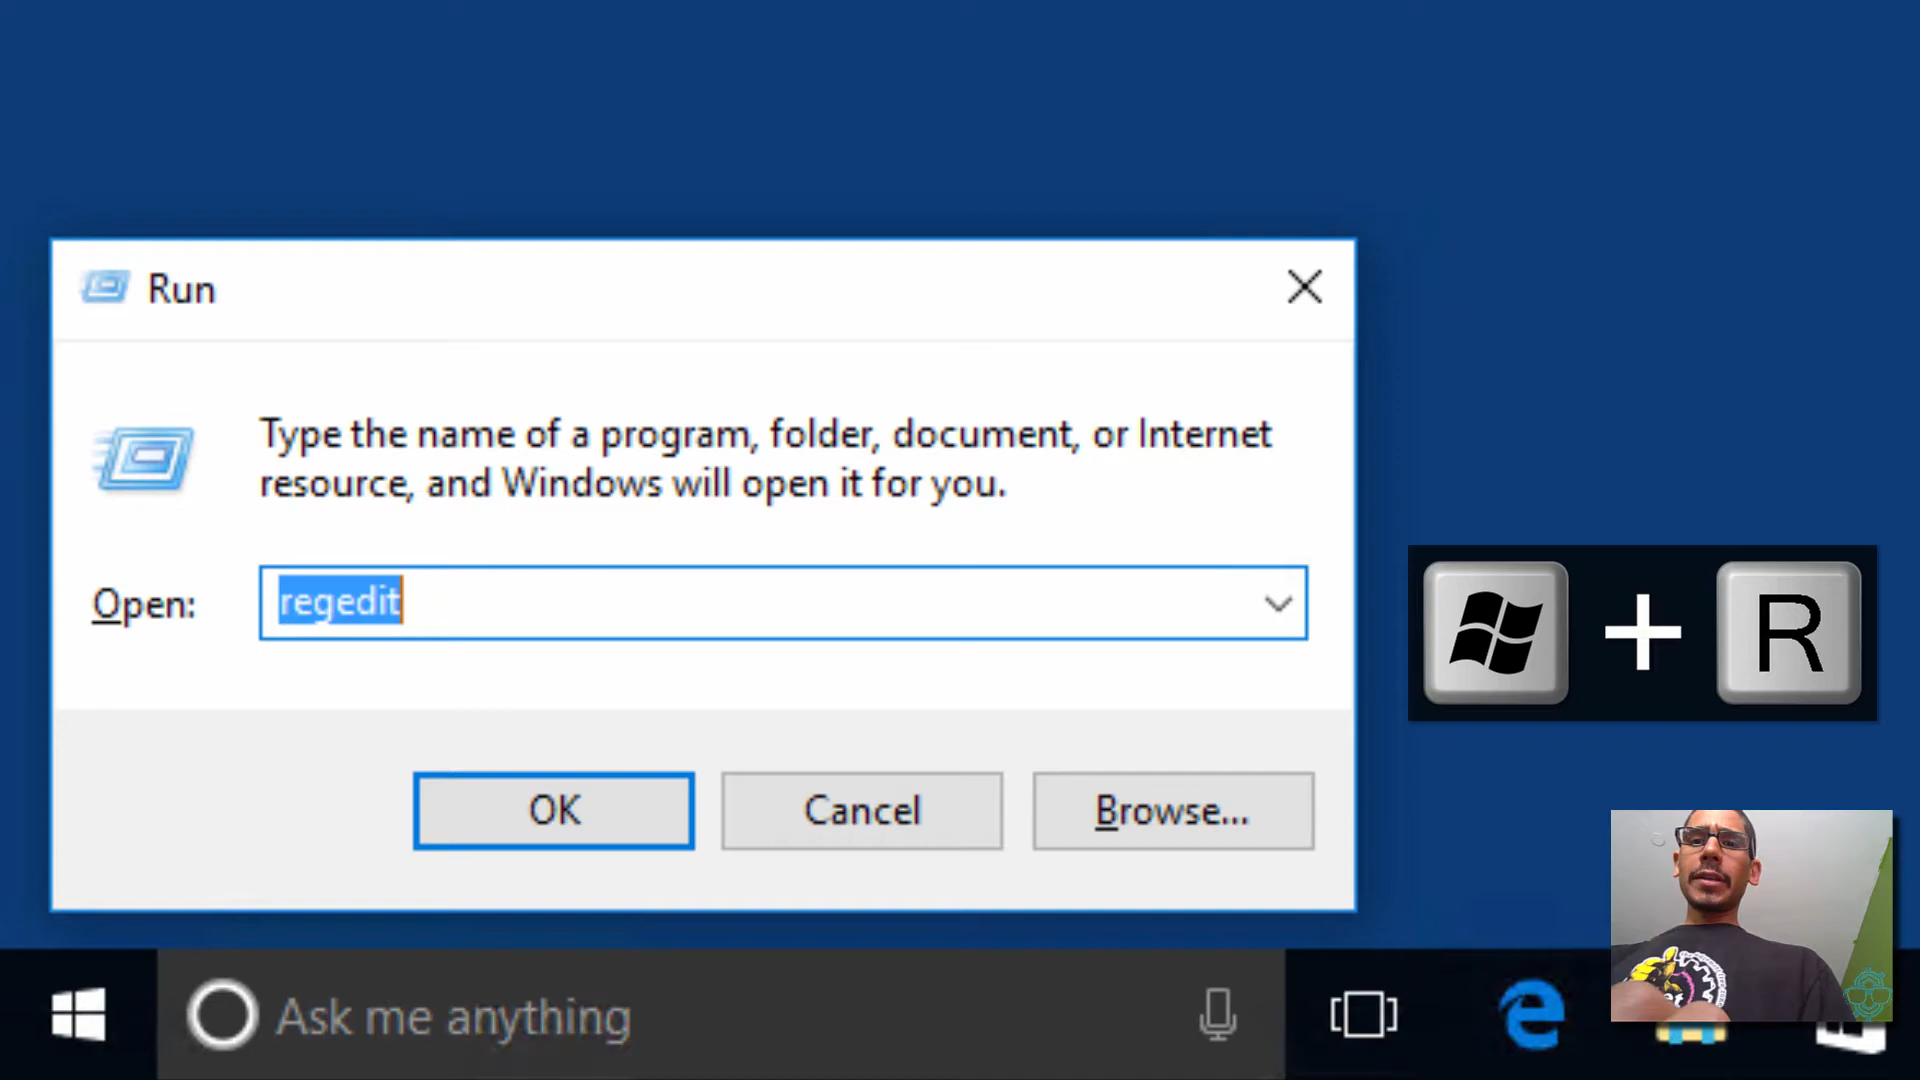 Run
Type the name of a program, folder, document, or Internet
resource, and Windows will open it for you.
Open:
regedit
+
R
OK
Cancel
Browse...
Ask me anything